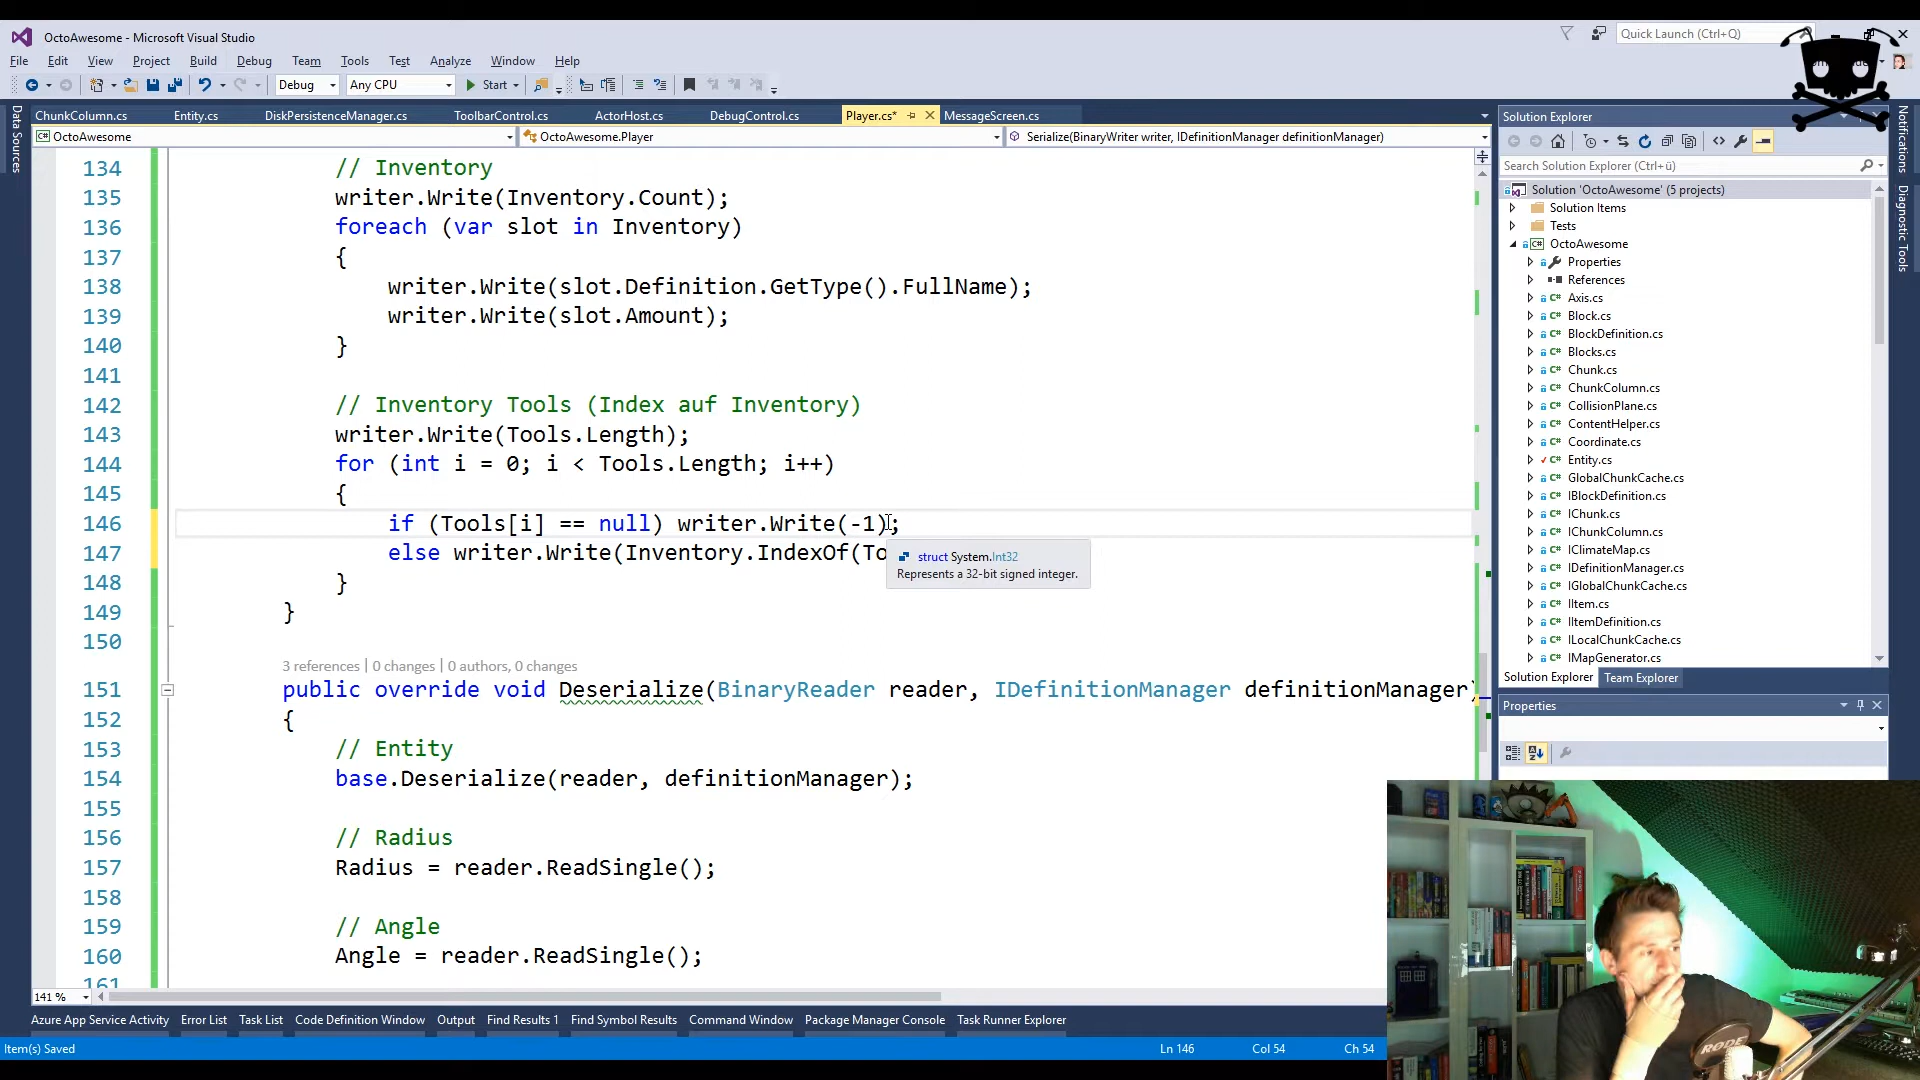 OctoAwesome - Microsoft Visual Studio
Quick Launch (Ctrl+Q)
File Edit View Project Build Debug Team Tools Test Analyze Window Help
Debug Any CPU Start
Data Sources
ChunkColumn.cs Entity.cs DiskPersistenceManager.cs ToolbarControl.cs ActorHost.cs DebugControl.cs Player.cs* MessageScreen.cs
OctoAwesome OctoAwesome.Player Serialize(BinaryWriter writer, IDefinitionManager definitionManager)
134 // Inventory
135 writer.Write(Inventory.Count);
136 foreach (var slot in Inventory)
137 {
138 writer.Write(slot.Definition.GetType().FullName);
139 writer.Write(slot.Amount);
140 }
141
142 // Inventory Tools (Index auf Inventory)
143 writer.Write(Tools.Length);
144 for (int i = 0; i < Tools.Length; i++)
145 {
146 if (Tools[i] == null) writer.Write(-1);
147 else writer.Write(Inventory.IndexOf(To
struct System.Int32
Represents a 32-bit signed integer.
148 }
149 }
150
3 references | 0 changes | 0 authors, 0 changes
151 public override void Deserialize(BinaryReader reader, IDefinitionManager definitionManager)
152 {
153 // Entity
154 base.Deserialize(reader, definitionManager);
155
156 // Radius
157 Radius = reader.ReadSingle();
158
159 // Angle
160 Angle = reader.ReadSingle();
161
141 %
Azure App Service Activity Error List Task List Code Definition Window Output Find Results 1 Find Symbol Results Command Window Package Manager Console Task Runner Explorer
Item(s) Saved Ln 146 Col 54 Ch 54
Solution Explorer
Search Solution Explorer (Ctrl+ü)
Solution 'OctoAwesome' (5 projects)
Solution Items
Tests
OctoAwesome
Properties
References
Axis.cs
Block.cs
BlockDefinition.cs
Blocks.cs
Chunk.cs
ChunkColumn.cs
CollisionPlane.cs
ContentHelper.cs
Coordinate.cs
Entity.cs
GlobalChunkCache.cs
IBlockDefinition.cs
IChunk.cs
IChunkColumn.cs
IClimateMap.cs
IDefinitionManager.cs
IGlobalChunkCache.cs
IItem.cs
IItemDefinition.cs
ILocalChunkCache.cs
IMapGenerator.cs
Solution Explorer Team Explorer
Properties
Notifications
Diagnostic Tools
RODE